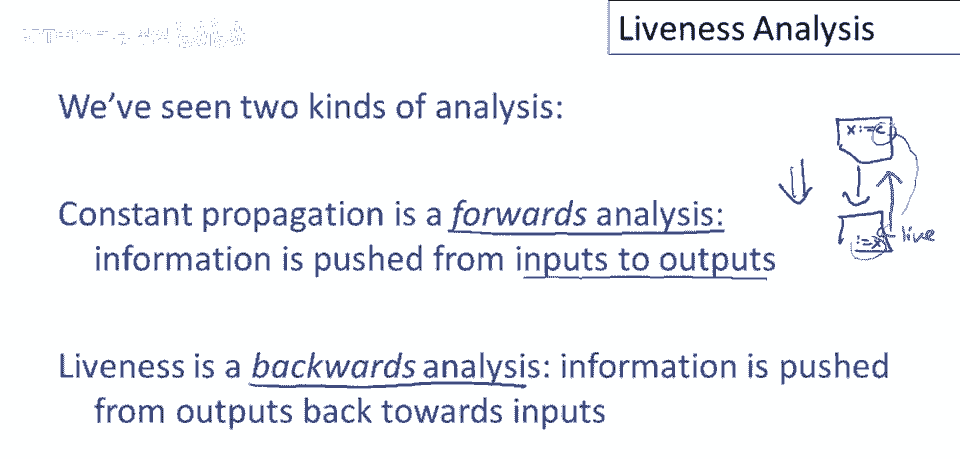 Liveness Analysis
We've seen two kinds of analysis:
x:=c
Constant propagation is a forwards analysis:
information is pushed from inputs to outputs
:=x
live
Liveness is a backwards analysis: information is pushed
from outputs back towards inputs